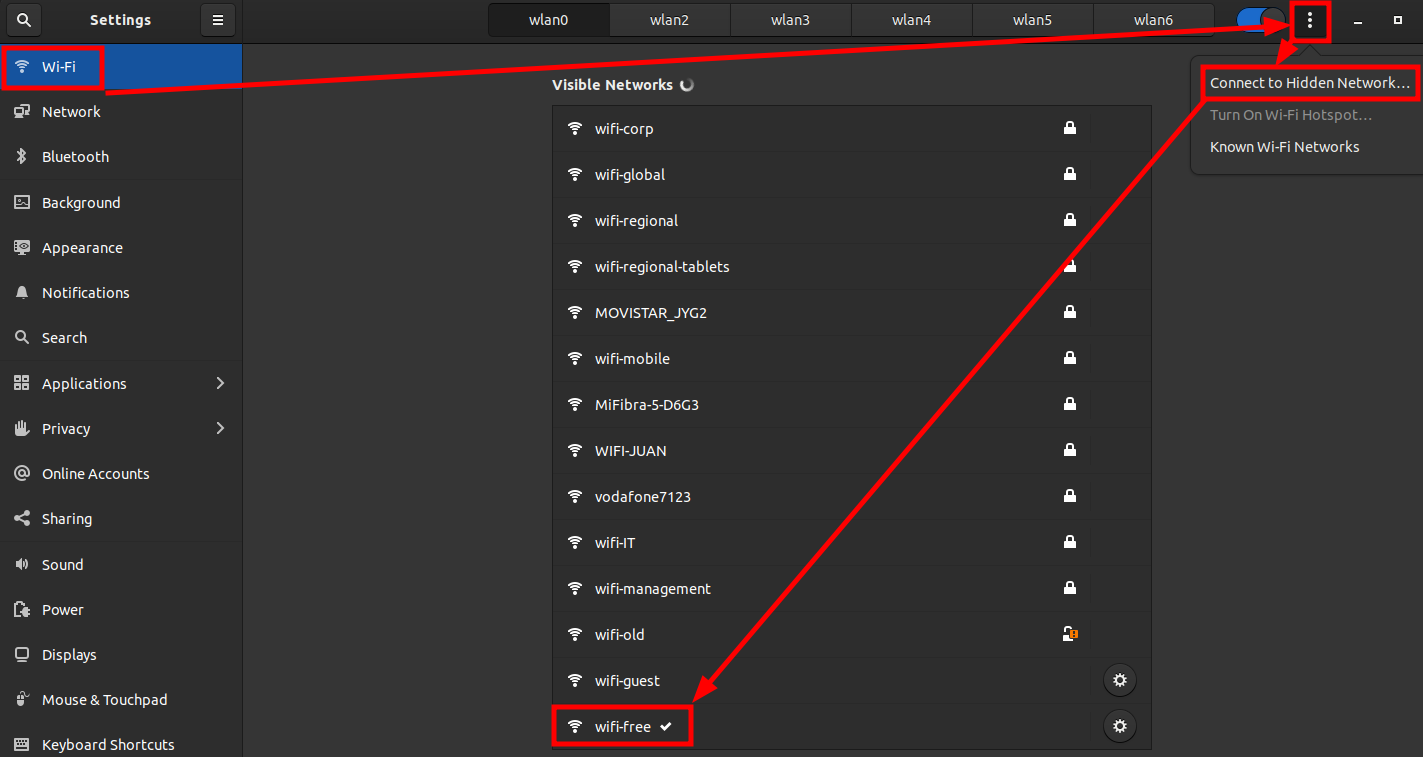 Settings
wlan0 wlan2 wlan3 wlan4 wlan5 wlan6
Wi-Fi
Network
Bluetooth
Background
Appearance
Notifications
Search
Applications
Privacy
Online Accounts
Sharing
Sound
Power
Displays
Mouse & Touchpad
Keyboard Shortcuts
Visible Networks
wifi-corp
wifi-global
wifi-regional
wifi-regional-tablets
MOVISTAR_JYG2
wifi-mobile
MiFibra-5-D6G3
WIFI-JUAN
vodafone7123
wifi-IT
wifi-management
wifi-old
wifi-guest
wifi-free
Connect to Hidden Network...
Turn On Wi-Fi Hotspot...
Known Wi-Fi Networks